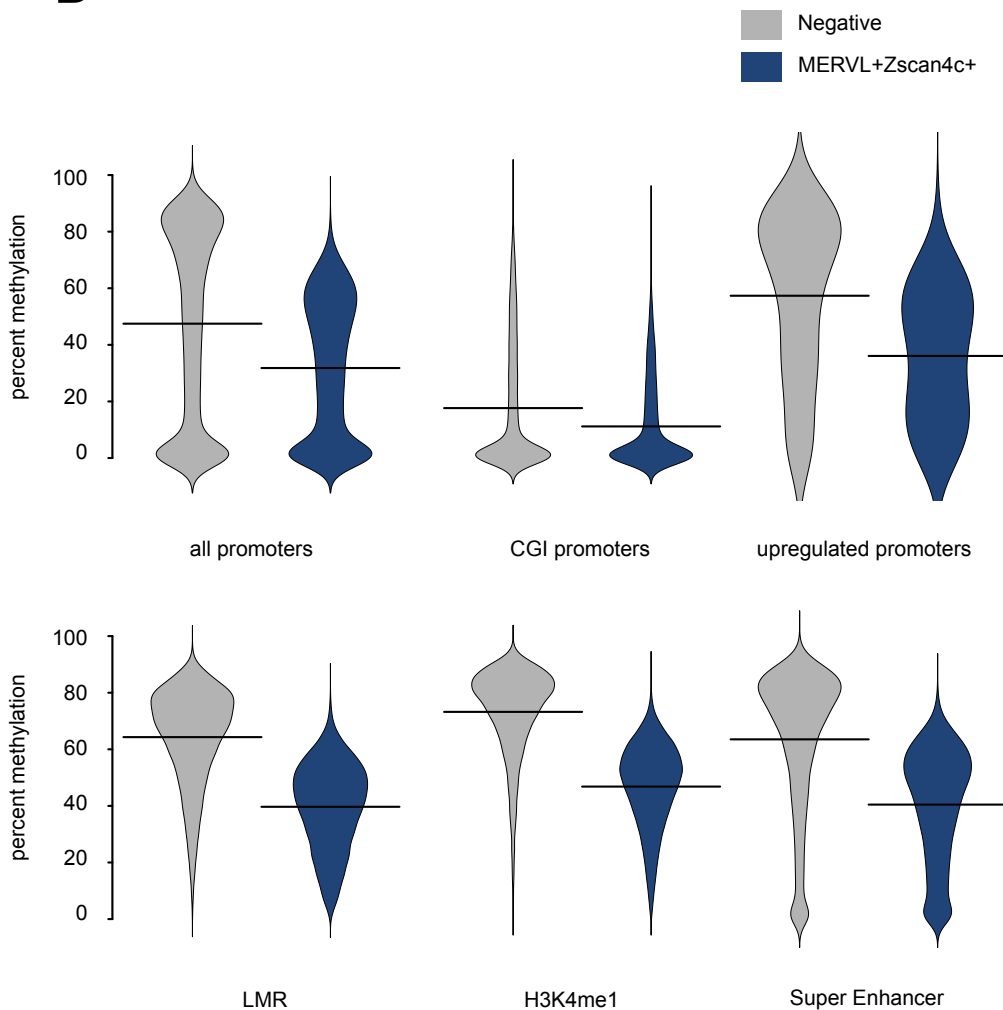 Negative
MERVL+Zscan4c+
percent methylation
100
80
60
40
20
0
all promoters
CGI promoters
upregulated promoters
percent methylation
100
80
60
40
20
0
LMR
H3K4me1
Super Enhancer